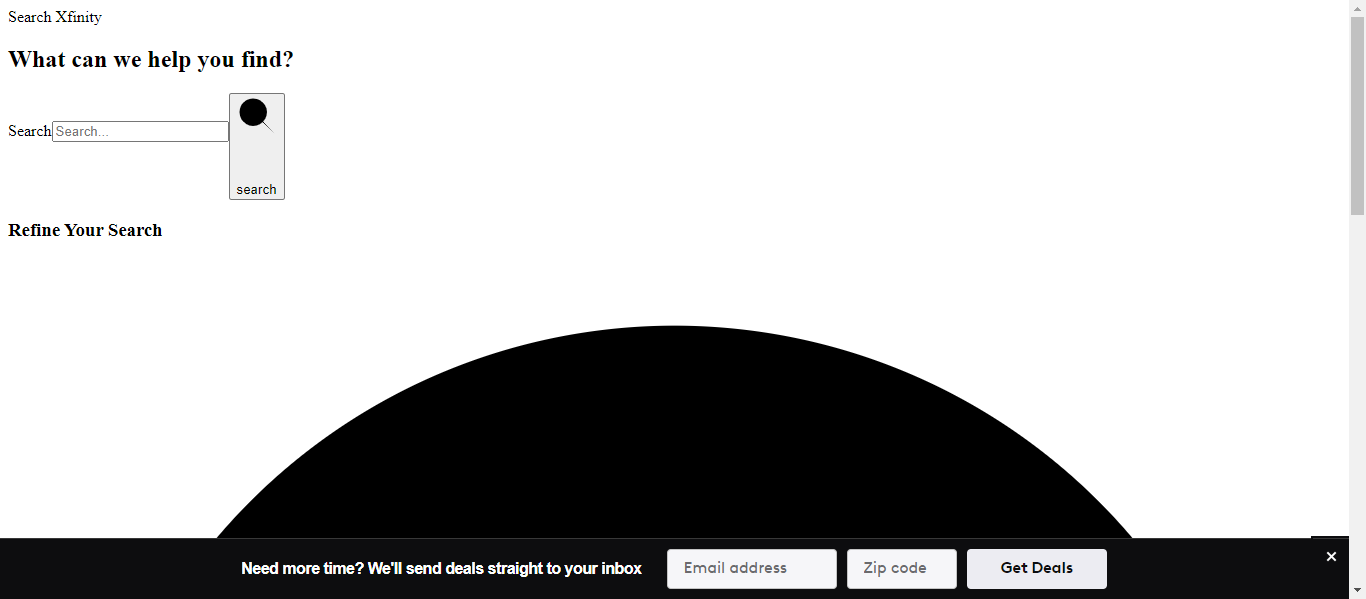 Search Xfinity
What can we help you find?
Search Search...
search
Refine Your Search
Need more time? We'll send deals straight to your inbox Email address Zip code Get Deals ×